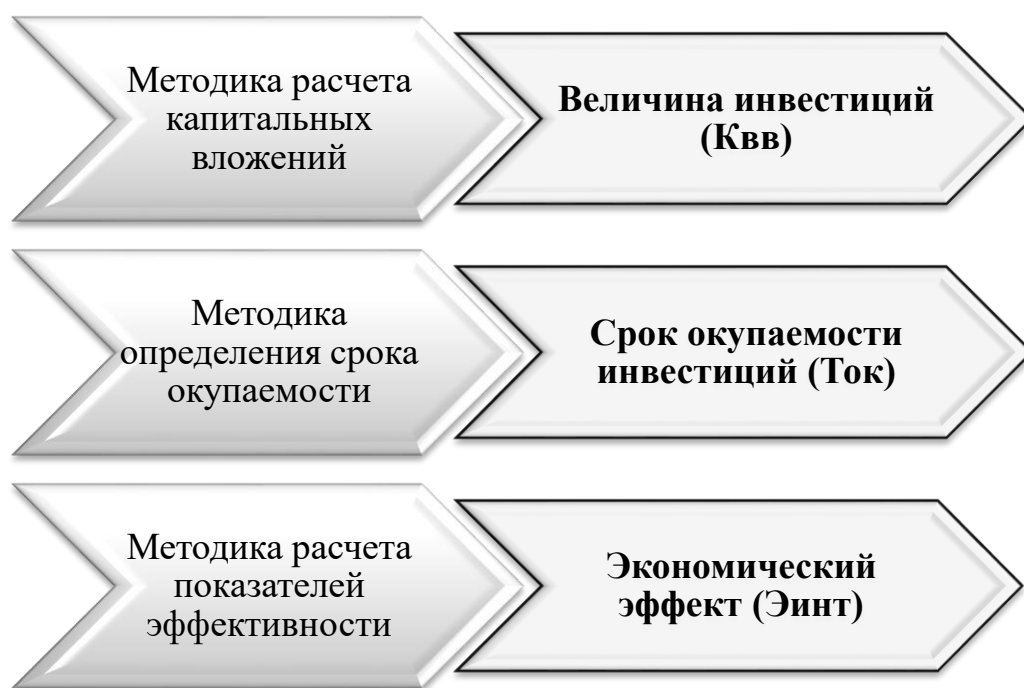 Методика расчета
капитальных
вложений
Величина инвестиций
(Квв)
Методика
определения срока
окупаемости
Срок окупаемости
инвестиций (Ток)
Методика расчета
показателей
эффективности
Экономический
эффект (Эинт)